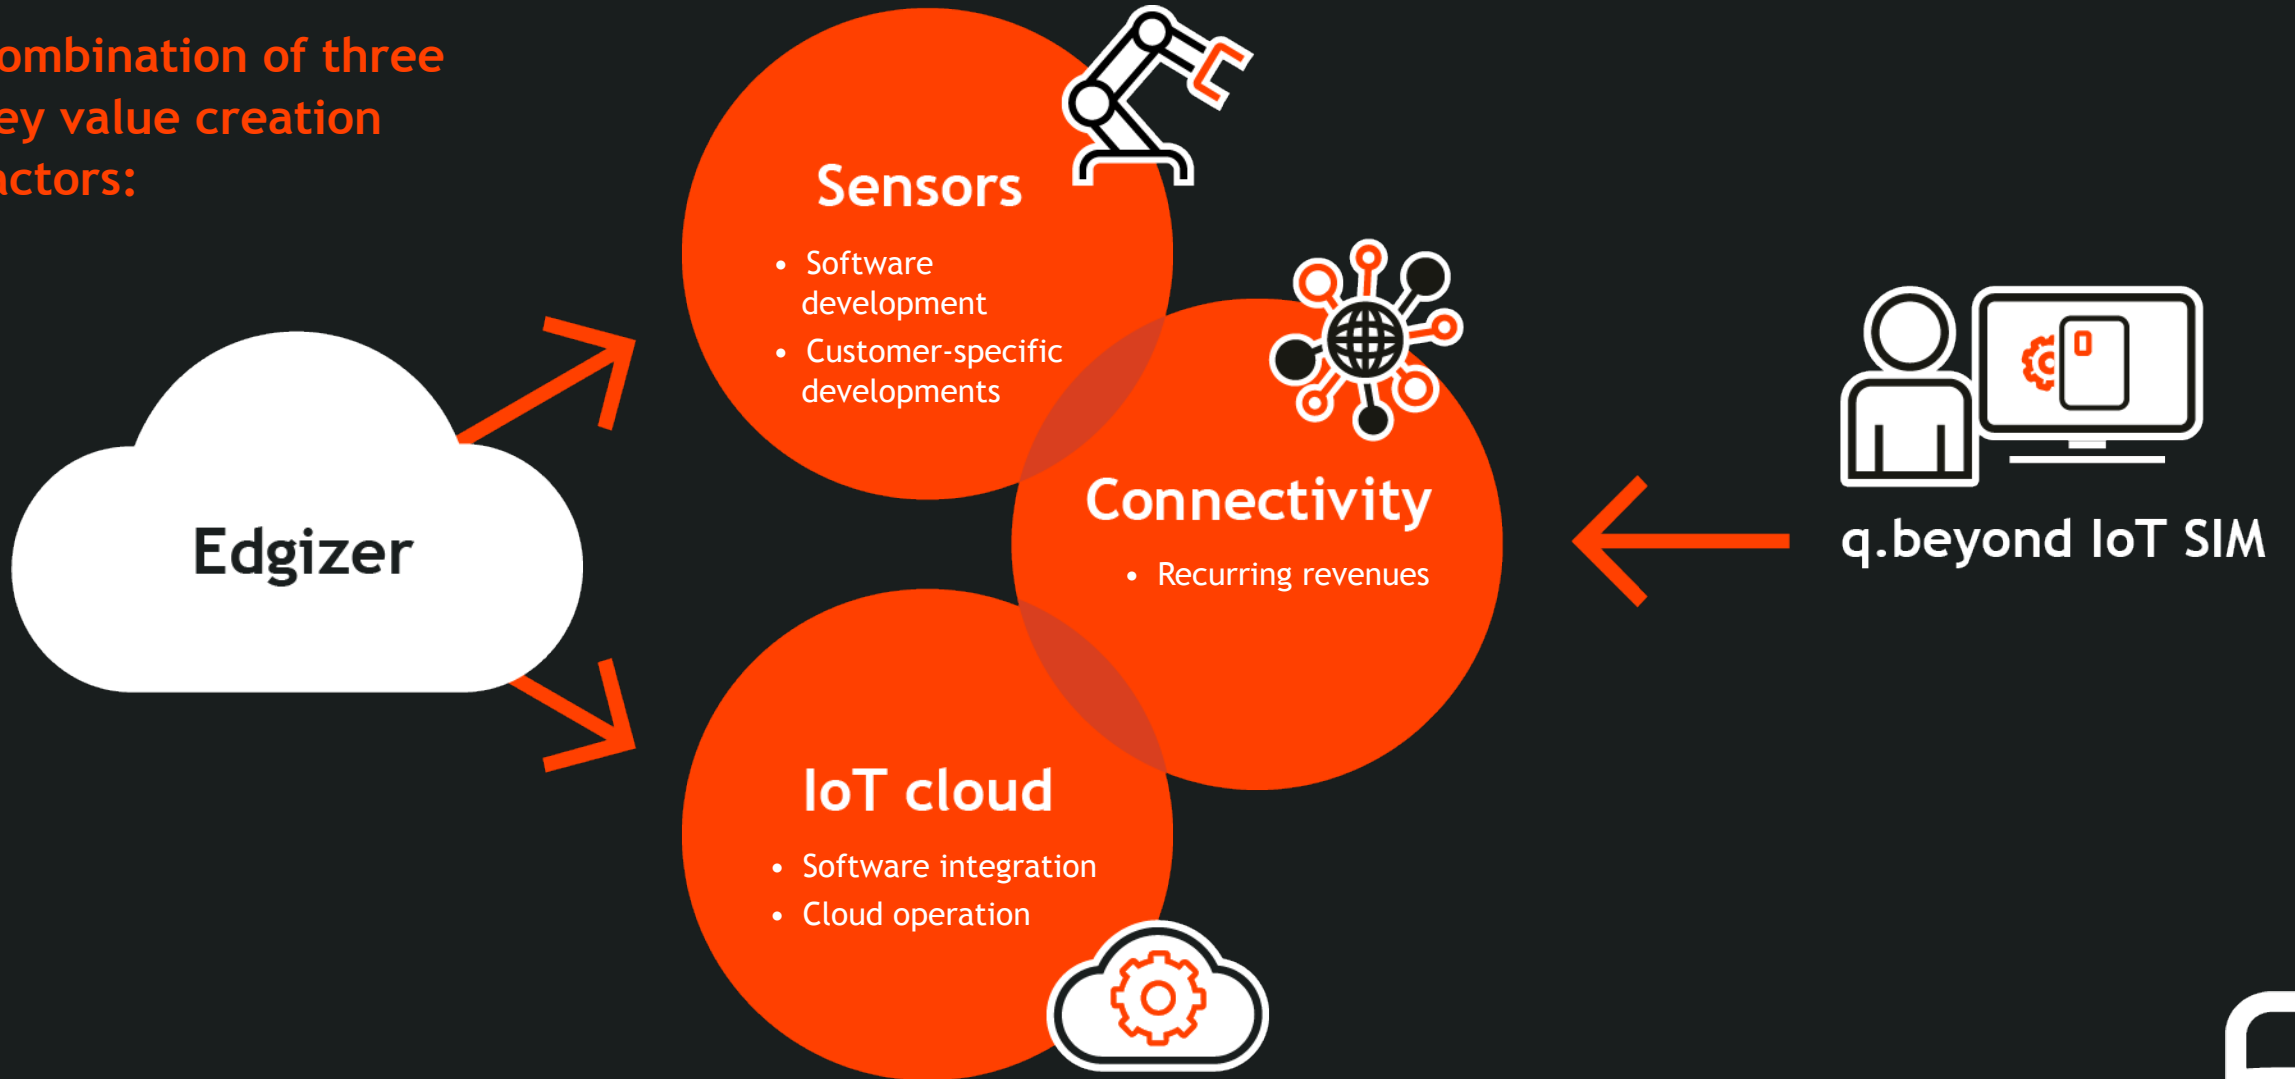 ombination of three
ey value creation
actors:
Sensors
• Software
development
• Customer-specific
developments
Connectivity
• Recurring revenues
Edgizer
q.beyond IoT SIM
IoT cloud
• Software integration
• Cloud operation